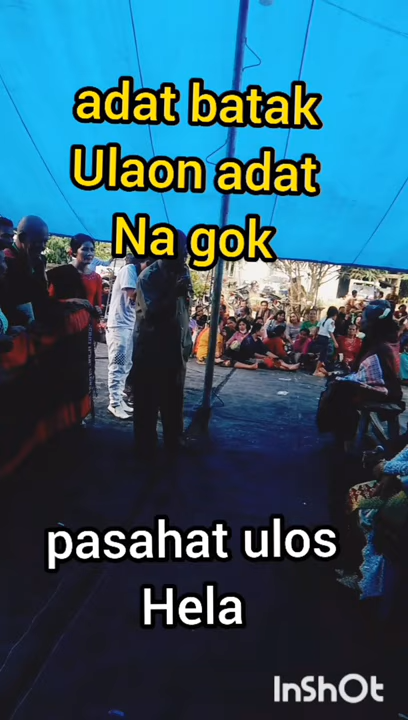 adat batak
Ulaon adat
Na gok
pasahat ulos
Hela
InShOt